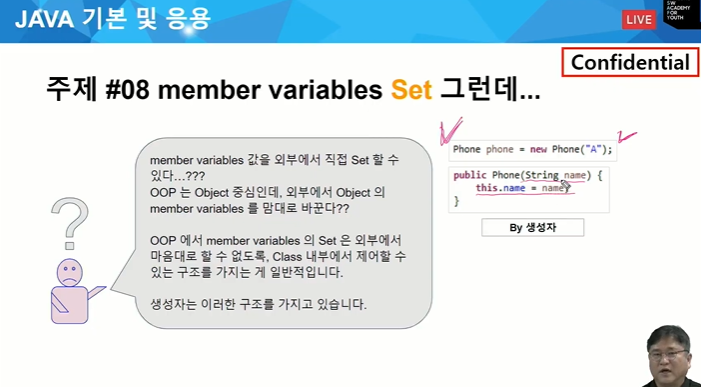 JAVA 기본 및 응용
LIVE
SW
ACADEMY
FOR
YOUTH
Confidential
주제 #08 member variables Set 그런데...
member variables 값을 외부에서 직접 Set 할 수
있다...???
OOP 는 Object 중심인데, 외부에서 Object 의
member variables 를 맘대로 바꾼다??
OOP 에서 member variables 의 Set 은 외부에서
마음대로 할 수 없도록, Class 내부에서 제어할 수
있는 구조를 가지는 게 일반적입니다.
생성자는 이러한 구조를 가지고 있습니다.
?
Phone phone = new Phone("A");
public Phone(String name) {
this.name = name;
}
By 생성자